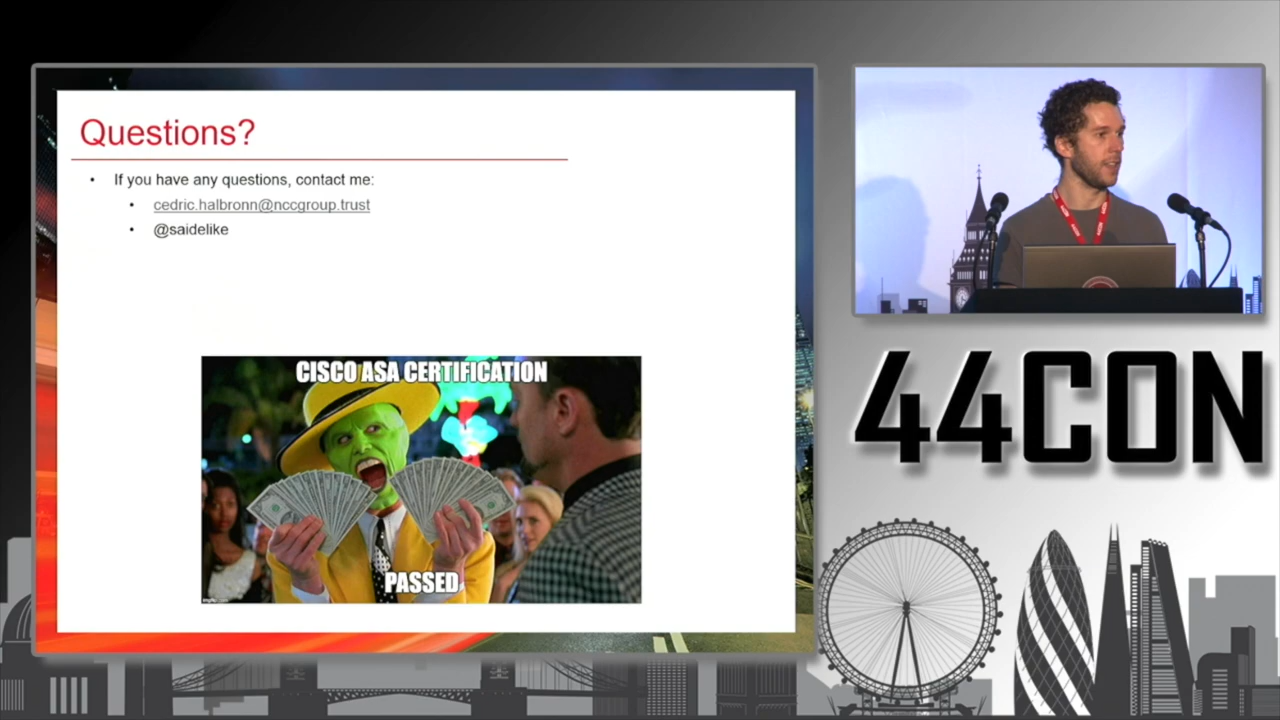 Questions?
• If you have any questions, contact me:
• cedric.halbronn@nccgroup.trust
• @saidelike
CISCO ASA CERTIFICATION
PASSED
44CON